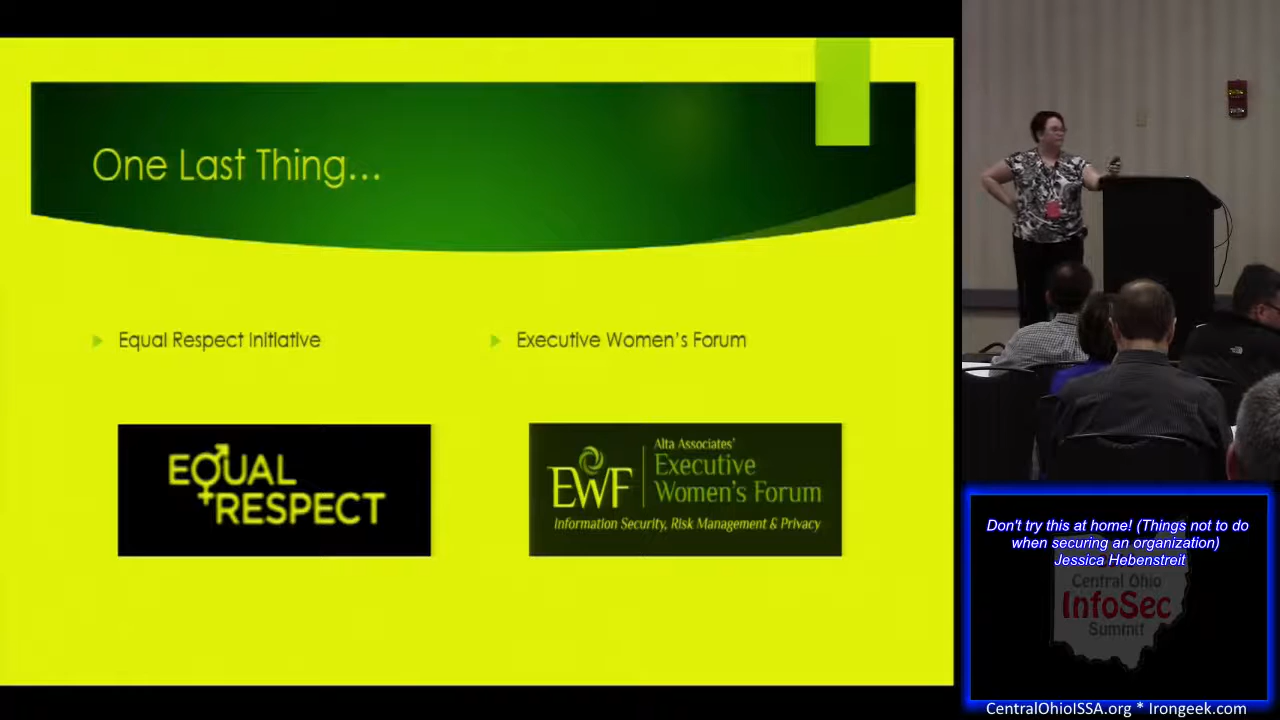 One Last Thing…
Equal Respect Initiative
Executive Women's Forum
EQUAL
RESPECT
EWF
Alta Associates'
Executive
Women's Forum
Information Security, Risk Management & Privacy
Don't try this at home! (Things not to do
when securing an organization)
Jessica Hebenstreit
Central Ohio
InfoSec
Summit
CentralOhioISSA.org * Irongeek.com